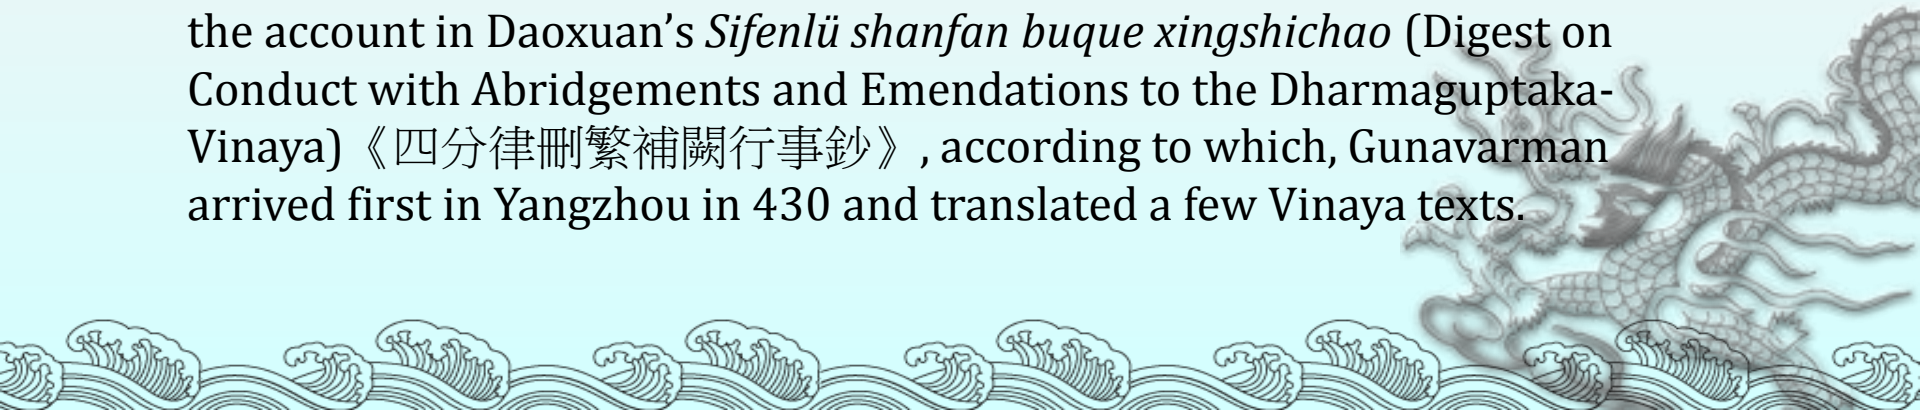 the account in Daoxuan’s Sifenlü shanfan buque xingshichao (Digest on
Conduct with Abridgements and Emendations to the Dharmaguptaka-
Vinaya)《四分律刪繁補闕行事鈔》, according to which, Gunavarman
arrived first in Yangzhou in 430 and translated a few Vinaya texts.